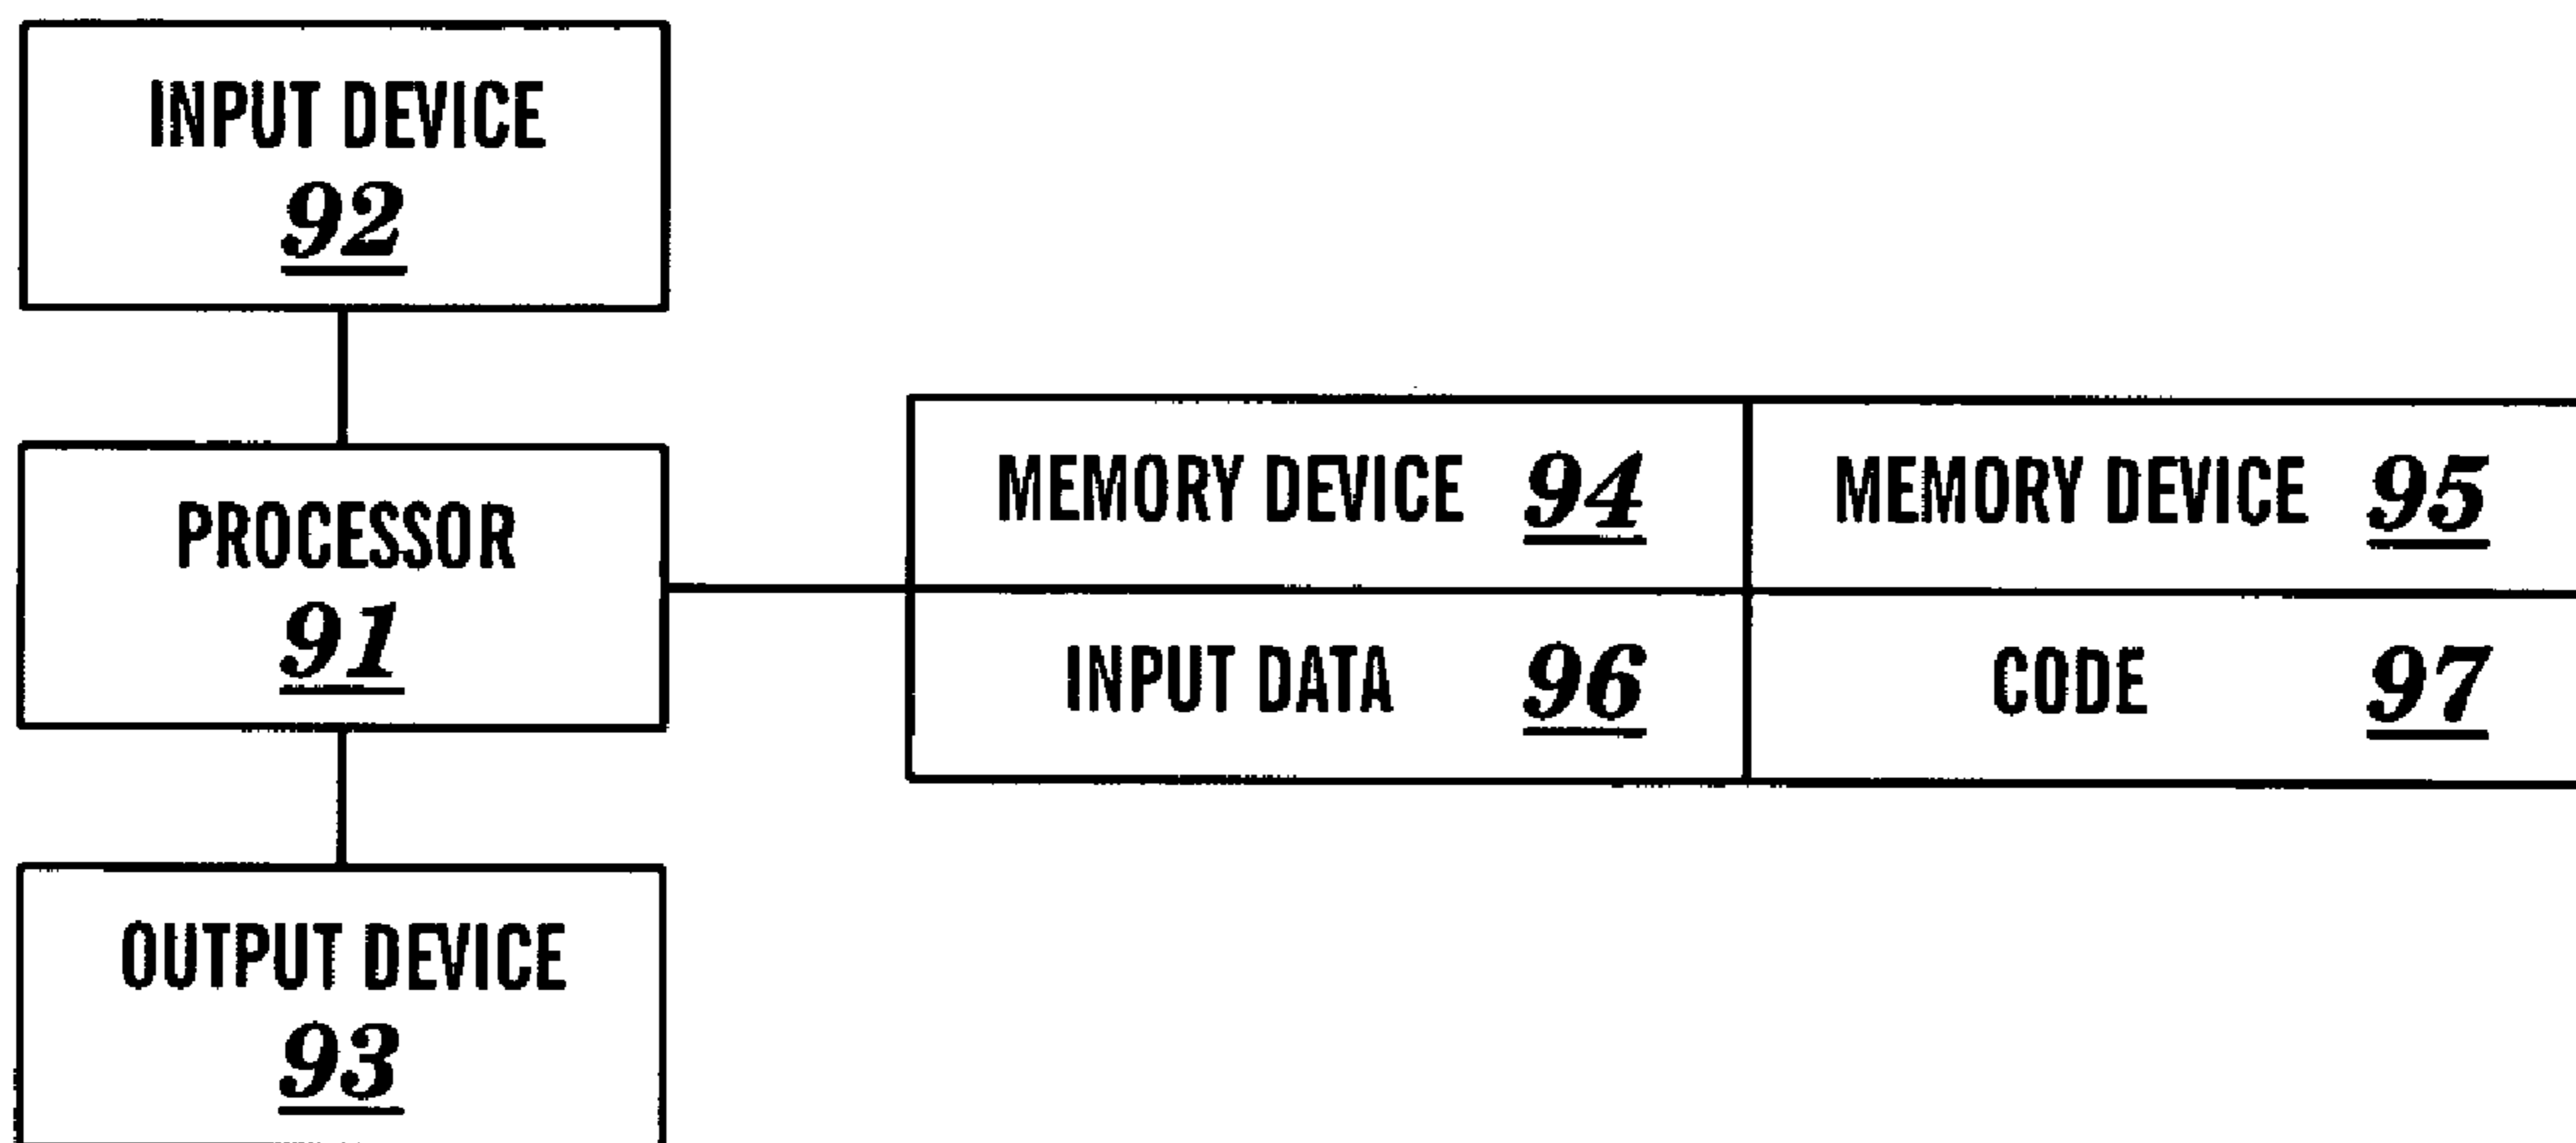 INPUT DEVICE
92
PROCESSOR
91
OUTPUT DEVICE
93
MEMORY DEVICE 94
MEMORY DEVICE 95
INPUT DATA 96
CODE 97